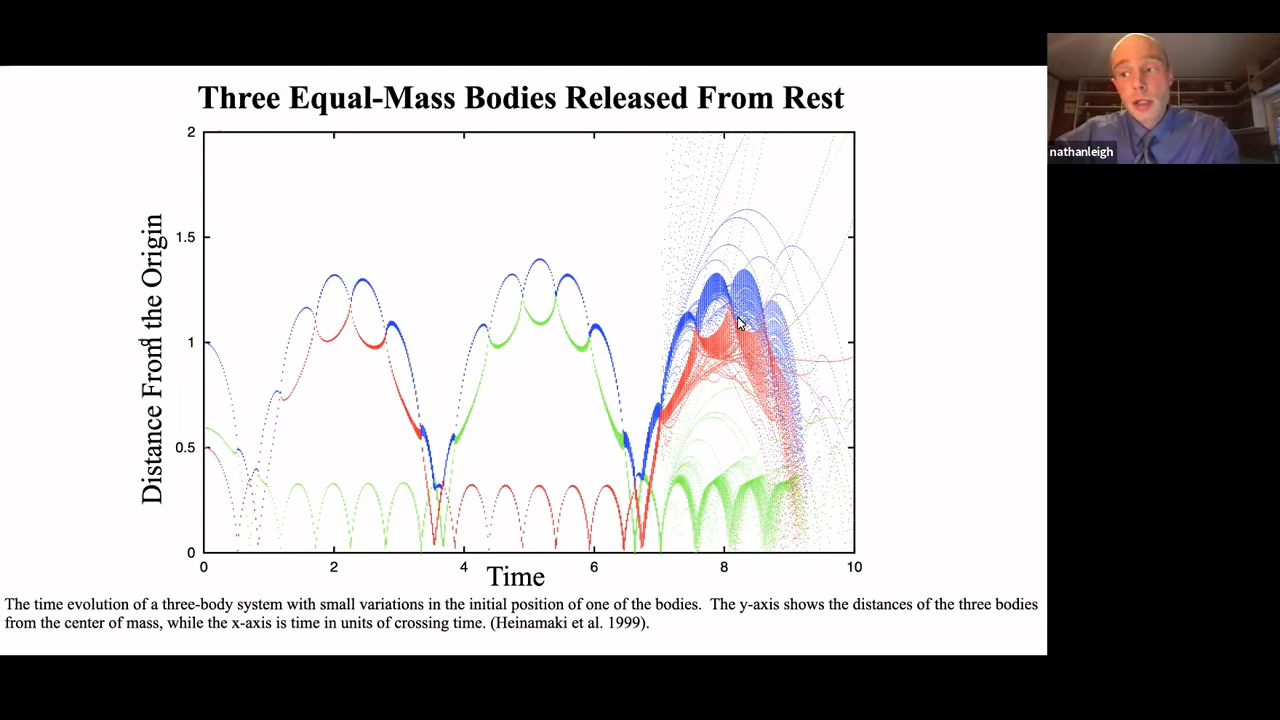 Three Equal-Mass Bodies Released From Rest
nathanleigh
2
1.5
1
0.5
0
Distance From the Origin
0 2 4 6 8 10
Time
The time evolution of a three-body system with small variations in the initial position of one of the bodies. The y-axis shows the distances of the three bodies
from the center of mass, while the x-axis is time in units of crossing time. (Heinamaki et al. 1999).